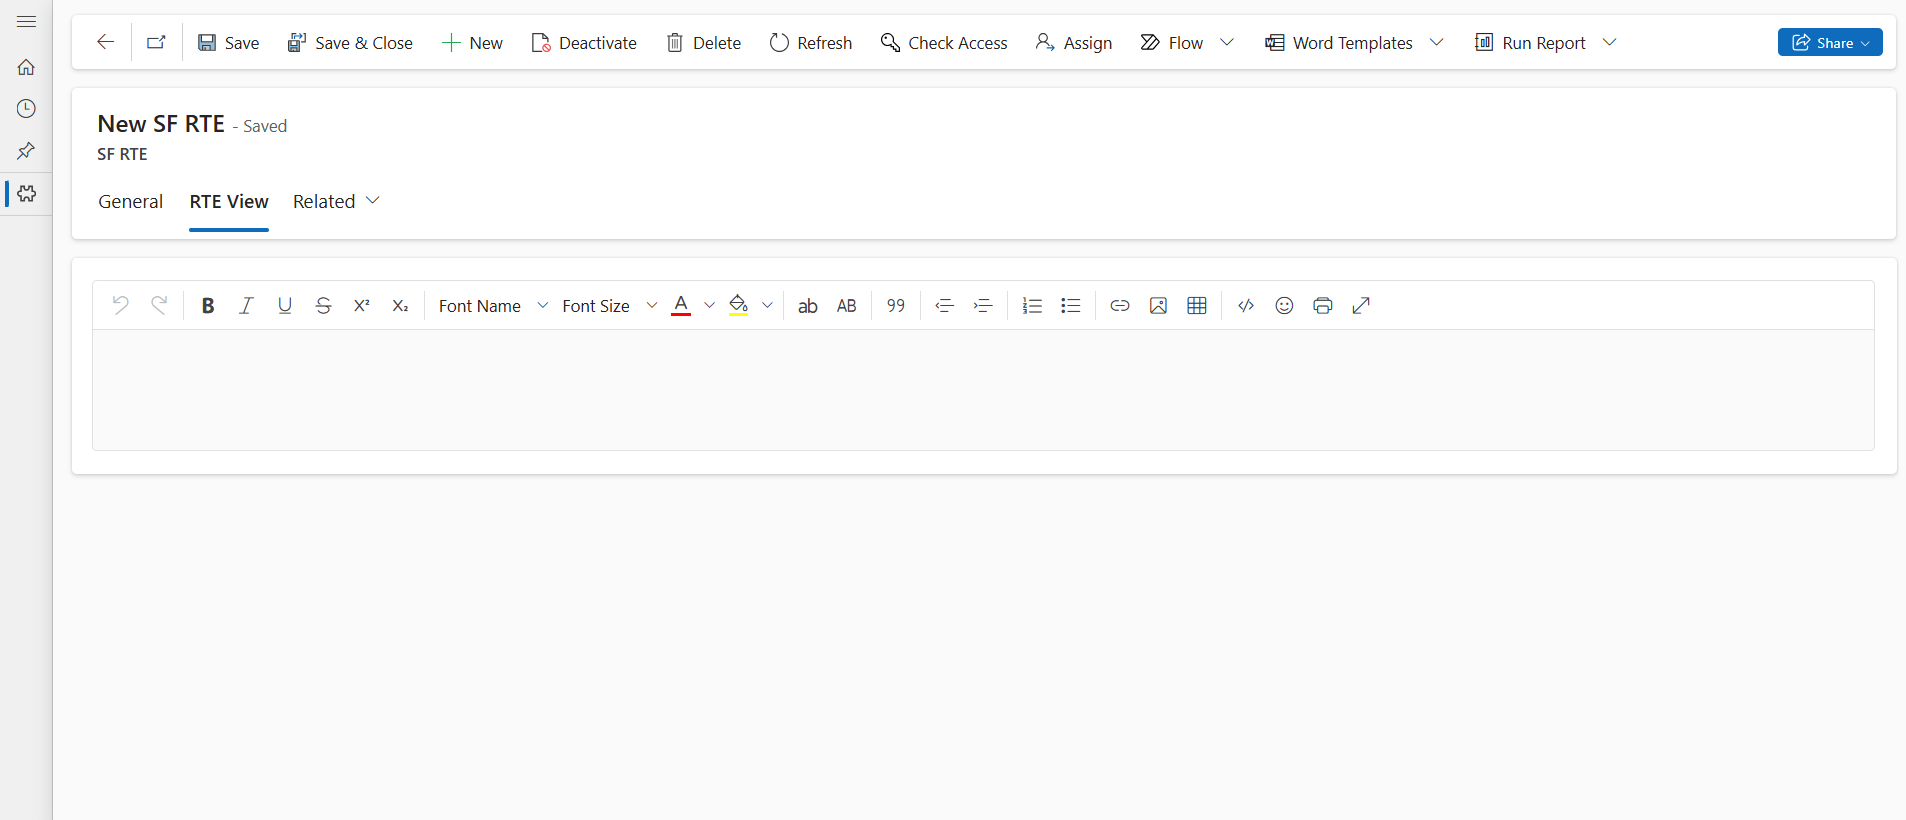 Save Save & Close New Deactivate Delete Refresh Check Access Assign Flow Word Templates Run Report Share
New SF RTE - Saved
SF RTE
General RTE View Related
B I U S X² X₂ Font Name Font Size A ab AB 99